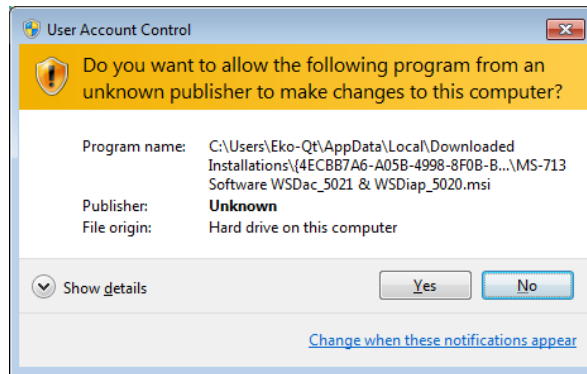 User Account Control
Do you want to allow the following program from an
unknown publisher to make changes to this computer?
Program name: C:\Users\Eko-Qt\AppData\Local\Downloaded
Installations\{4ECBB7A6-A05B-4998-8F0B-B...\MS-713
Software WSDac_5021 & WSDiap_5020.msi
Publisher: Unknown
File origin: Hard drive on this computer
Show details Yes No
Change when these notifications appear